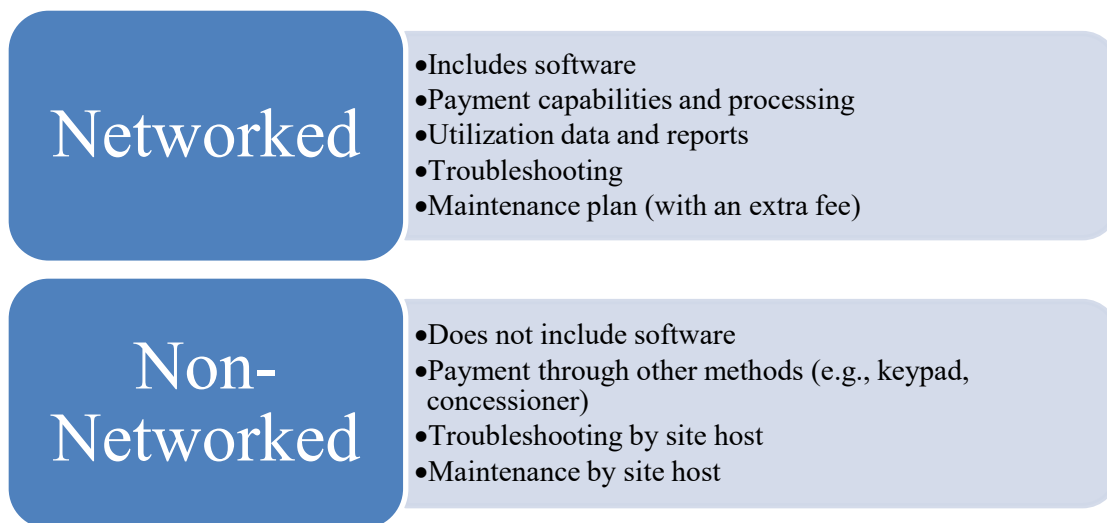 Networked
•Includes software
•Payment capabilities and processing
•Utilization data and reports
•Troubleshooting
•Maintenance plan (with an extra fee)
Non-
Networked
•Does not include software
•Payment through other methods (e.g., keypad,
concessioner)
•Troubleshooting by site host
•Maintenance by site host